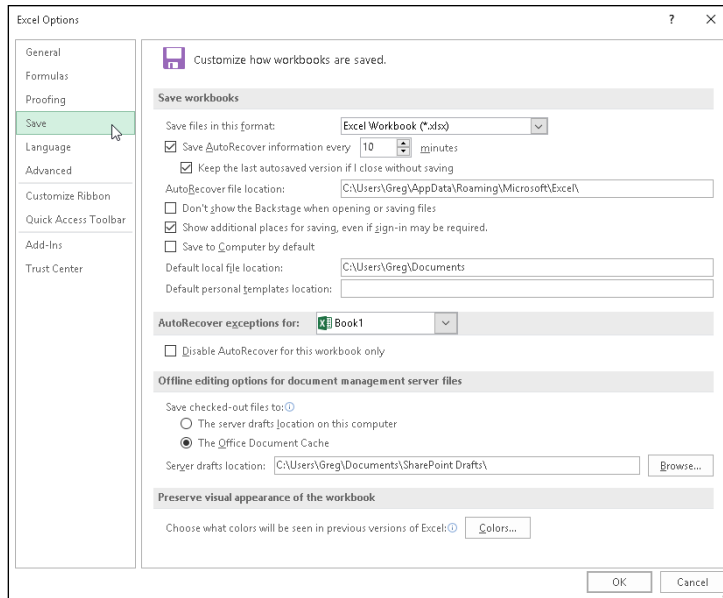 Excel Options
?
General
Formulas
Proofing
Save
Language
Advanced
Customize Ribbon
Quick Access Toolbar
Add-Ins
Trust Center
Customize how workbooks are saved.
Save workbooks
Save files in this format: Excel Workbook (*.xlsx)
Save AutoRecover information every 10 minutes
Keep the last autosaved version if I close without saving
AutoRecover file location: C:\Users\Greg\AppData\Roaming\Microsoft\Excel\
Don't show the Backstage when opening or saving files
Show additional places for saving, even if sign-in may be required.
Save to Computer by default
Default local file location: C:\Users\Greg\Documents
Default personal templates location:
AutoRecover exceptions for: Book1
Disable AutoRecover for this workbook only
Offline editing options for document management server files
Save checked-out files to:
The server drafts location on this computer
The Office Document Cache
Server drafts location: C:\Users\Greg\Documents\SharePoint Drafts\ Browse...
Preserve visual appearance of the workbook
Choose what colors will be seen in previous versions of Excel: Colors...
OK Cancel